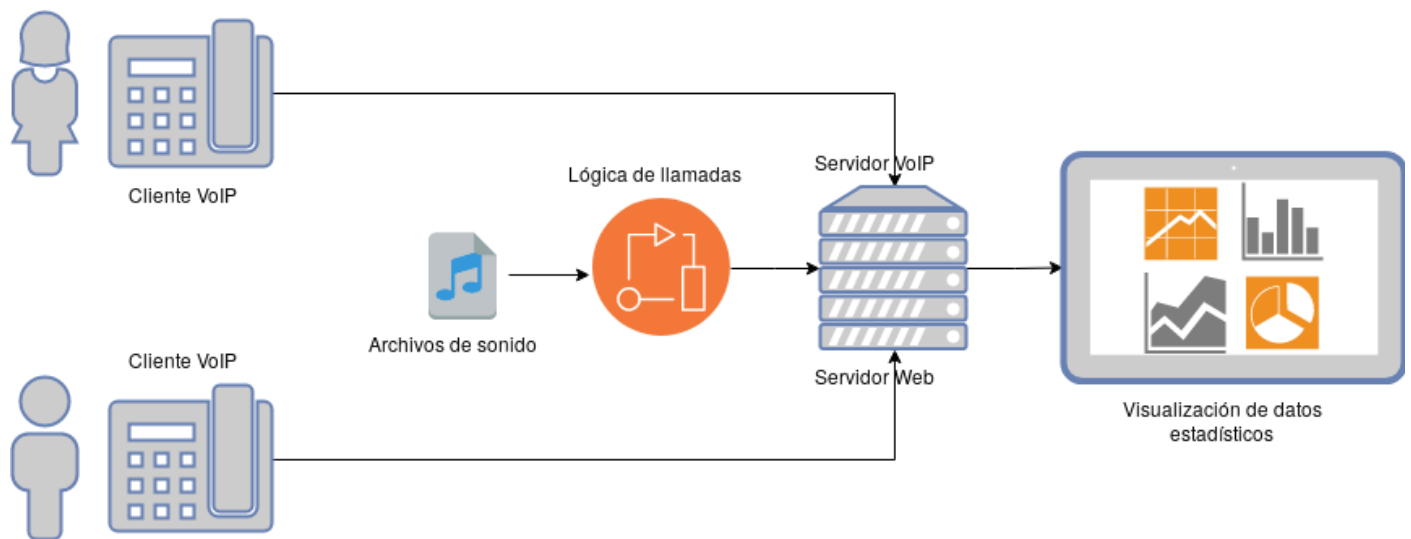 Cliente VoIP
Lógica de llamadas
Servidor VoIP
Archivos de sonido
Cliente VoIP
Servidor Web
Visualización de datos
estadísticos